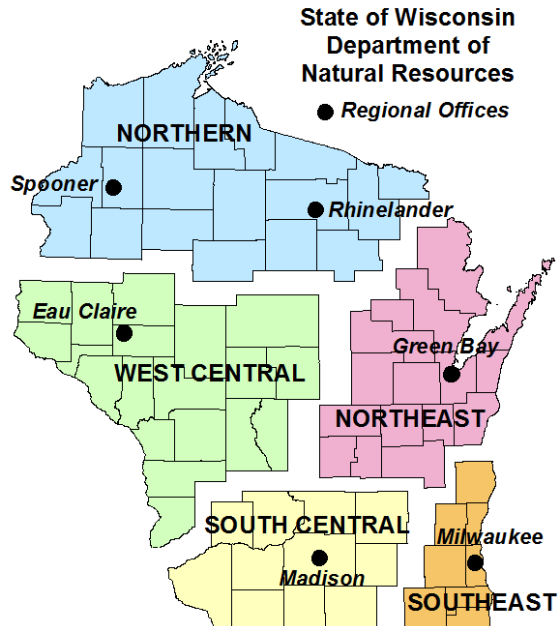 State of Wisconsin
Department of
Natural Resources
Regional Offices
NORTHERN
Spooner
Rhinelander
Eau Claire
Green Bay
WEST CENTRAL
NORTHEAST
SOUTH CENTRAL
Milwaukee
Madison
SOUTHEAST